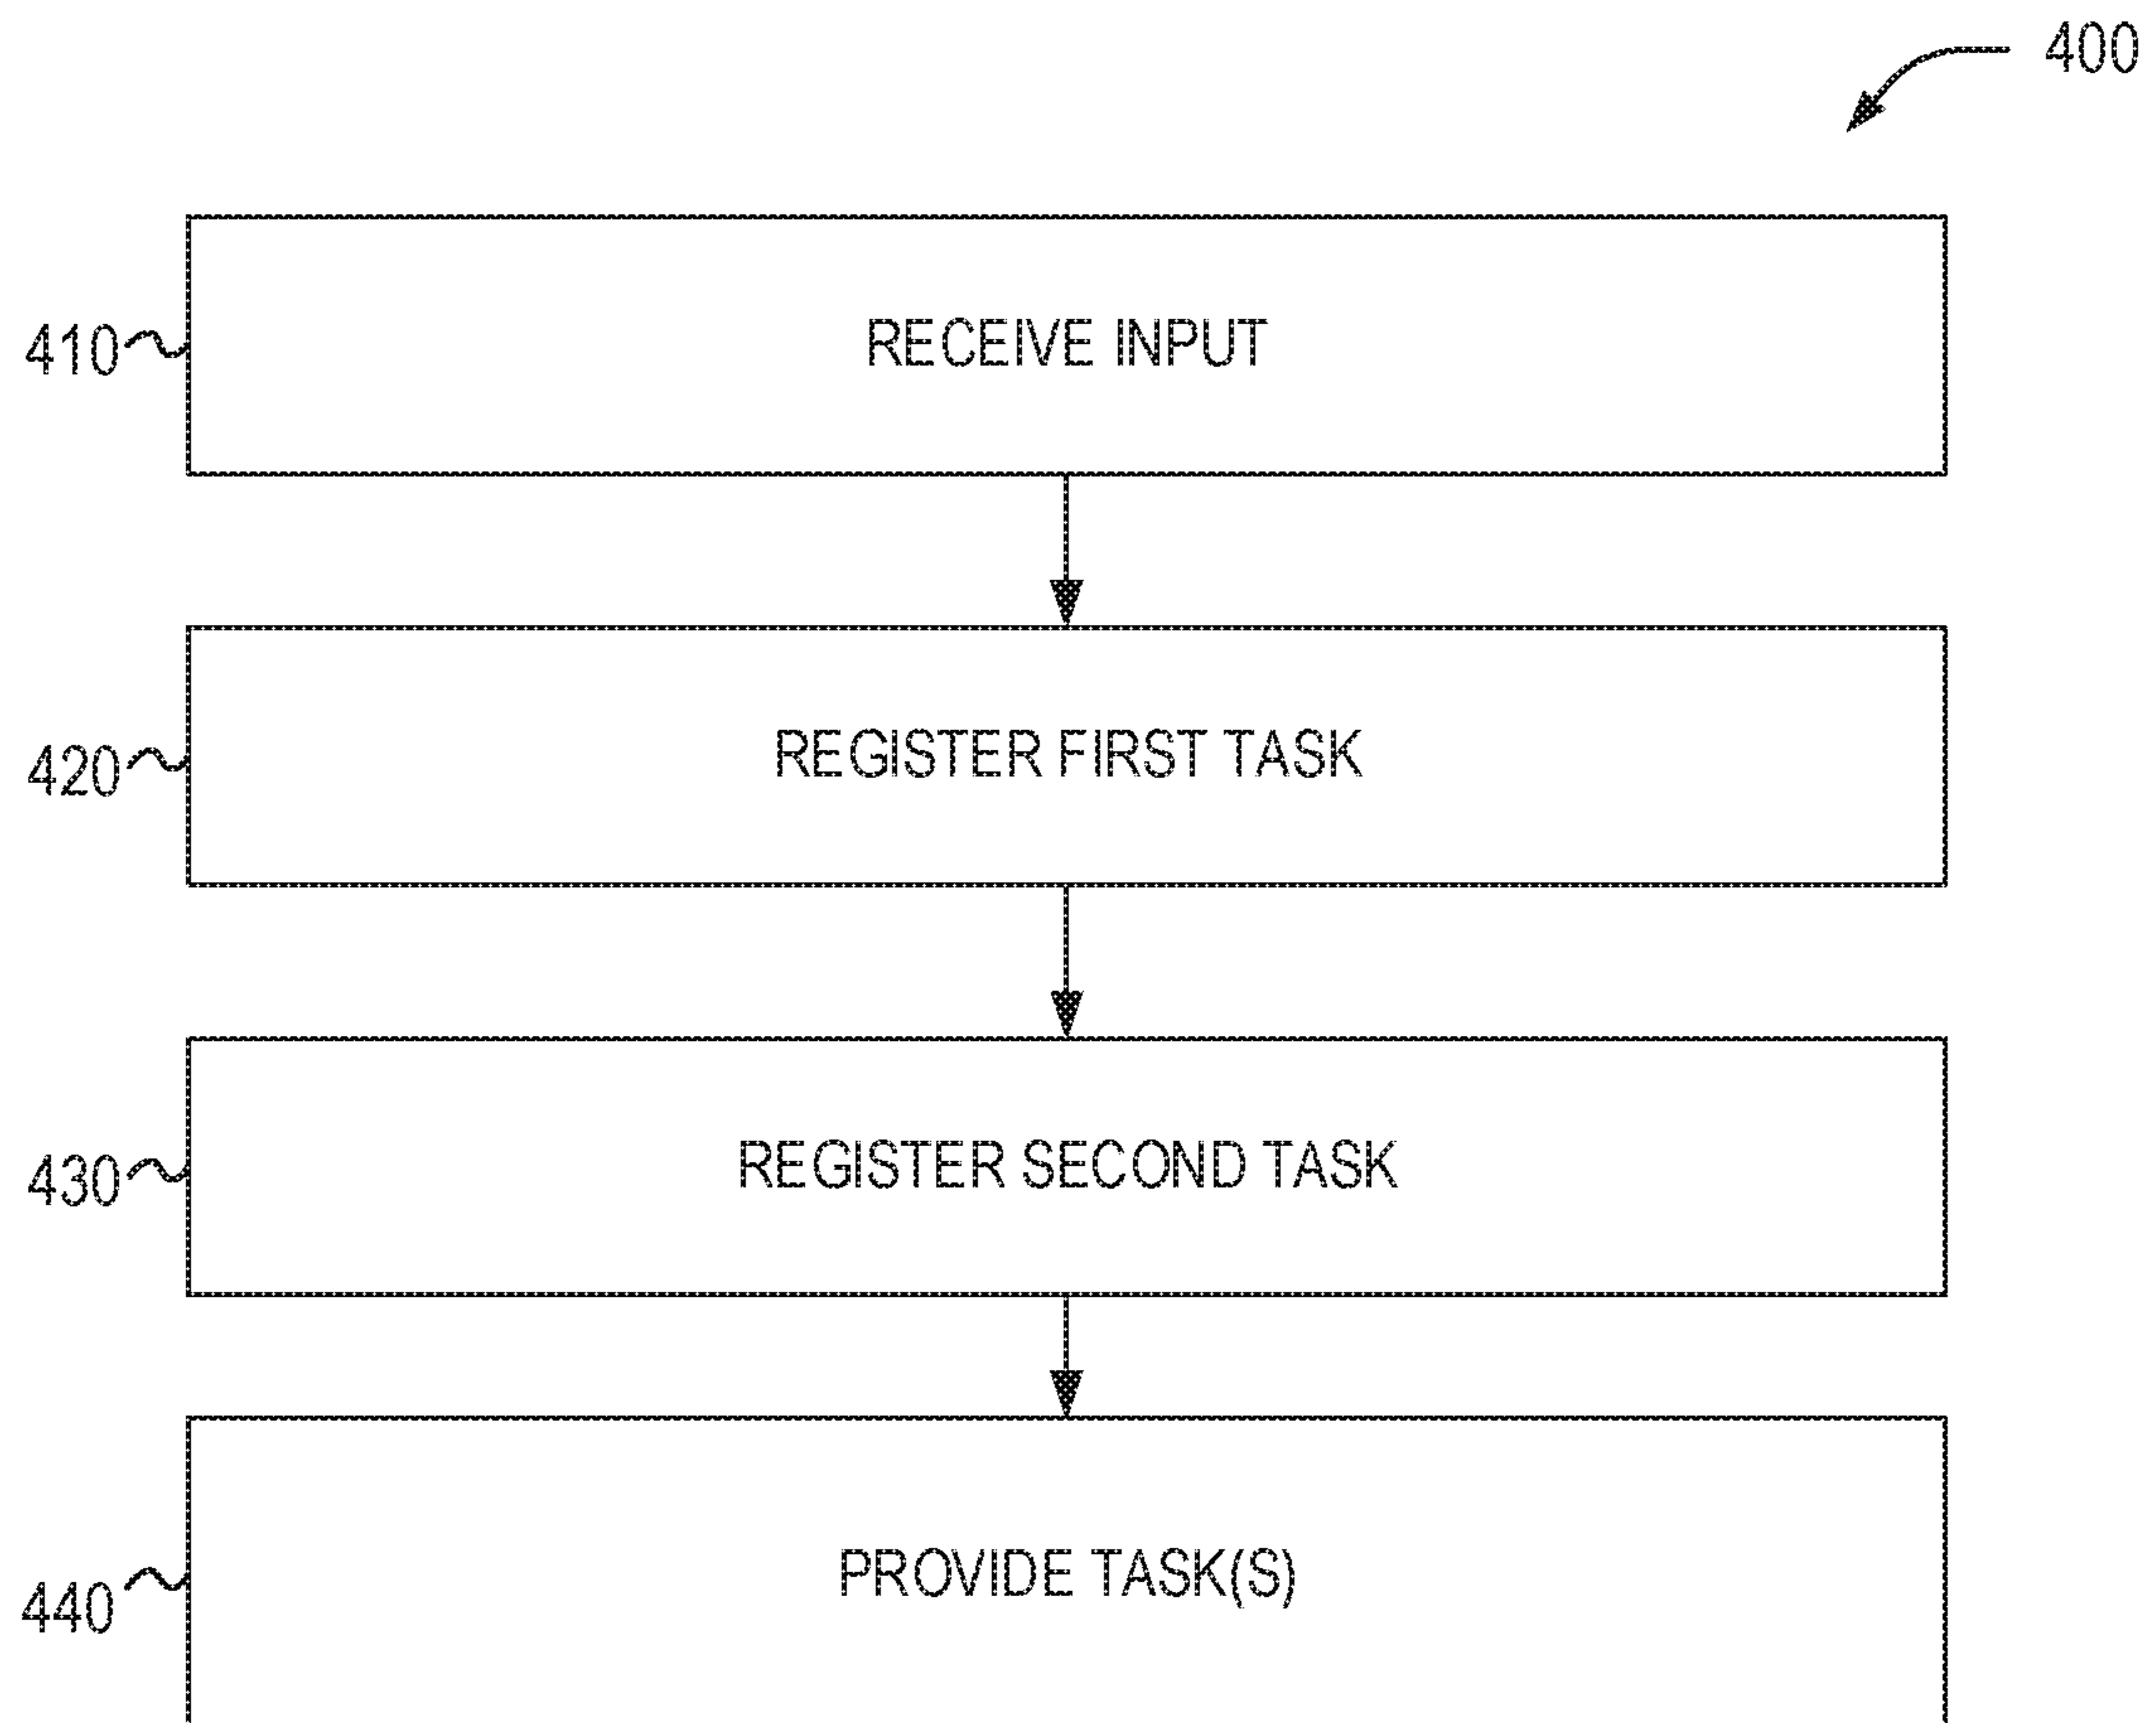 400
410
RECEIVE INPUT
420
REGISTER FIRST TASK
430
REGISTER SECOND TASK
440
PROVIDE TASK(S)